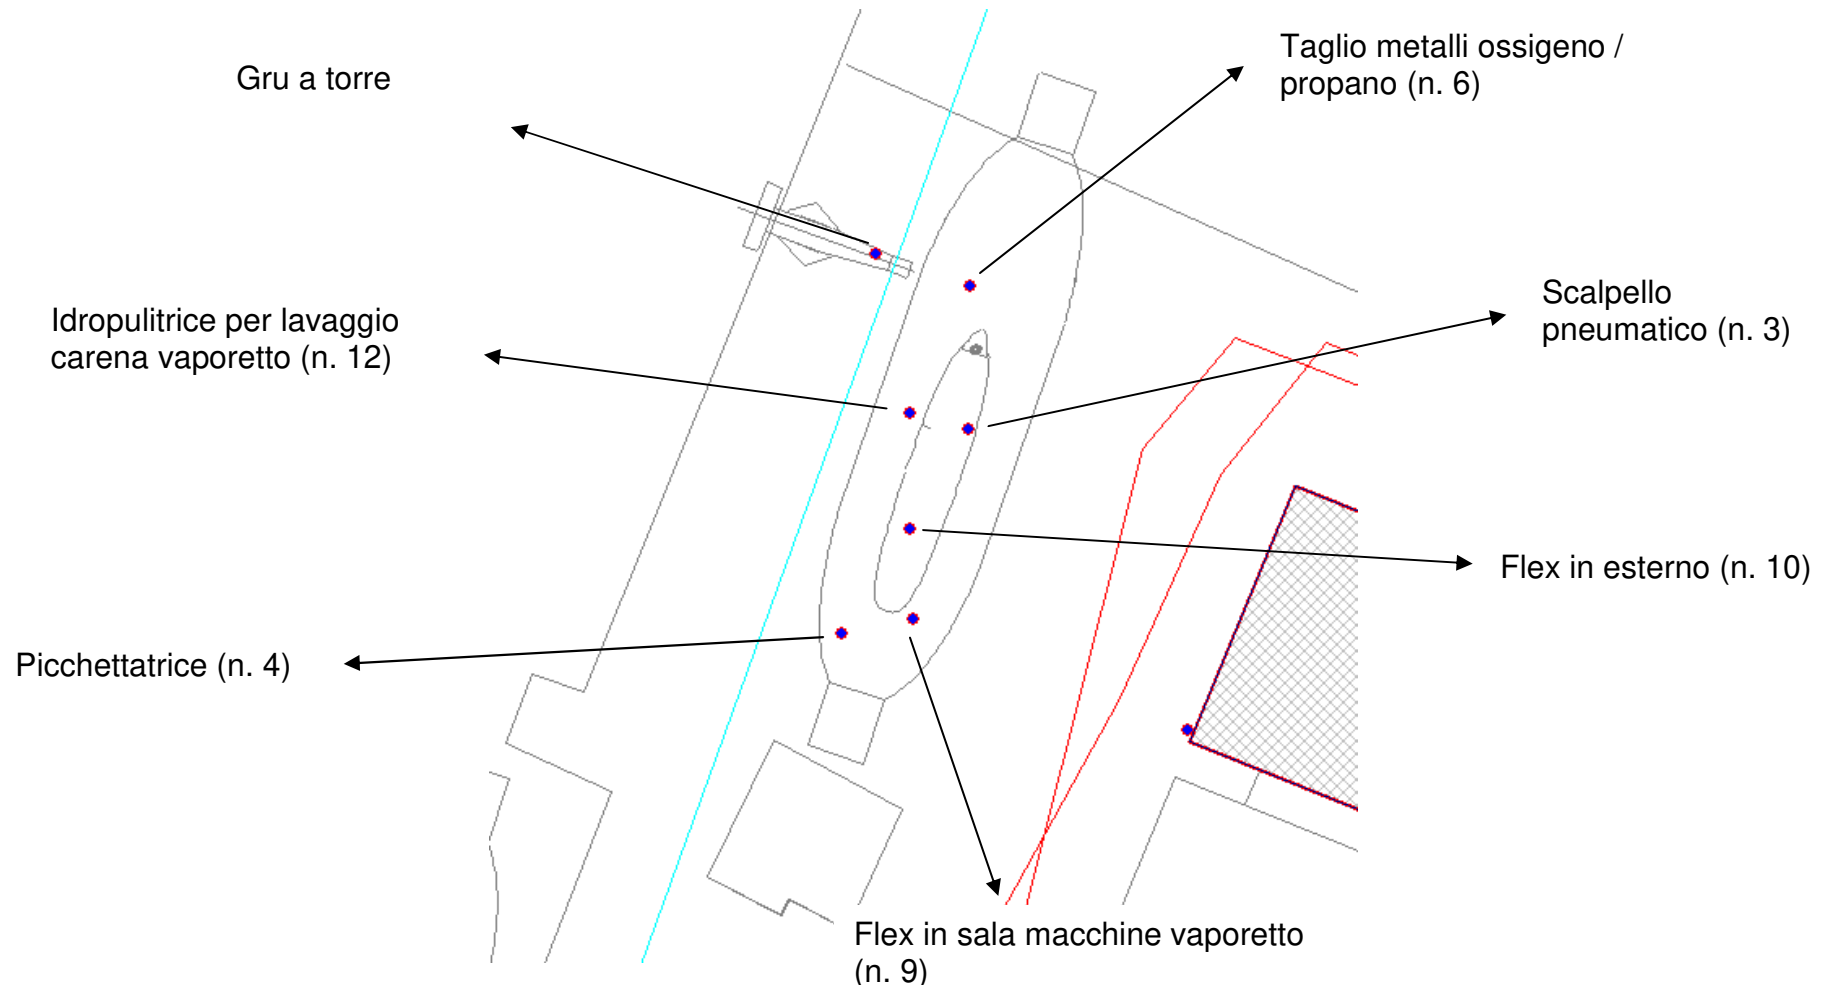 Taglio metalli ossigeno /
propano (n. 6)
Gru a torre
Scalpello
pneumatico (n. 3)
Idropulitrice per lavaggio
carena vaporetto (n. 12)
Flex in esterno (n. 10)
Picchettatrice (n. 4)
Flex in sala macchine vaporetto
(n. 9)